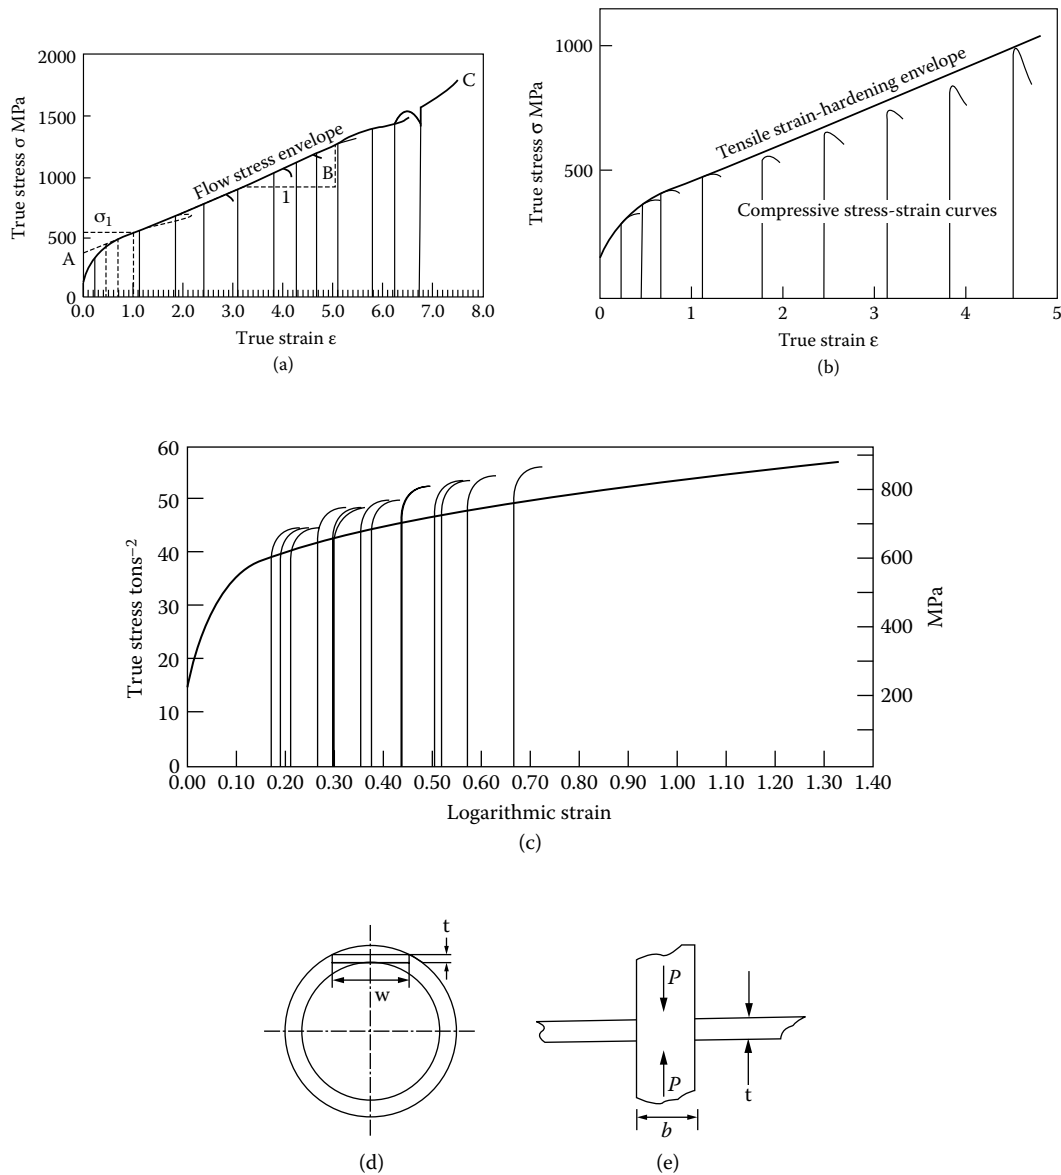 2000
1500
1000
500
0
True stress σ MPa
σ1
A
Flow stress envelope
B
1
C
0.0 1.0 2.0 3.0 4.0 5.0 6.0 7.0 8.0
True strain ε
(a)
1000
500
True stress σ MPa
Tensile strain-hardening envelope
Compressive stress-strain curves
0 1 2 3 4 5
True strain ε
(b)
60
50
40
30
20
10
0
True stress tons−2
800
600
400
200
MPa
0.00 0.10 0.20 0.30 0.40 0.50 0.60 0.70 0.80 0.90 1.00 1.10 1.20 1.30 1.40
Logarithmic strain
(c)
t
w
(d)
P
P
t
b
(e)